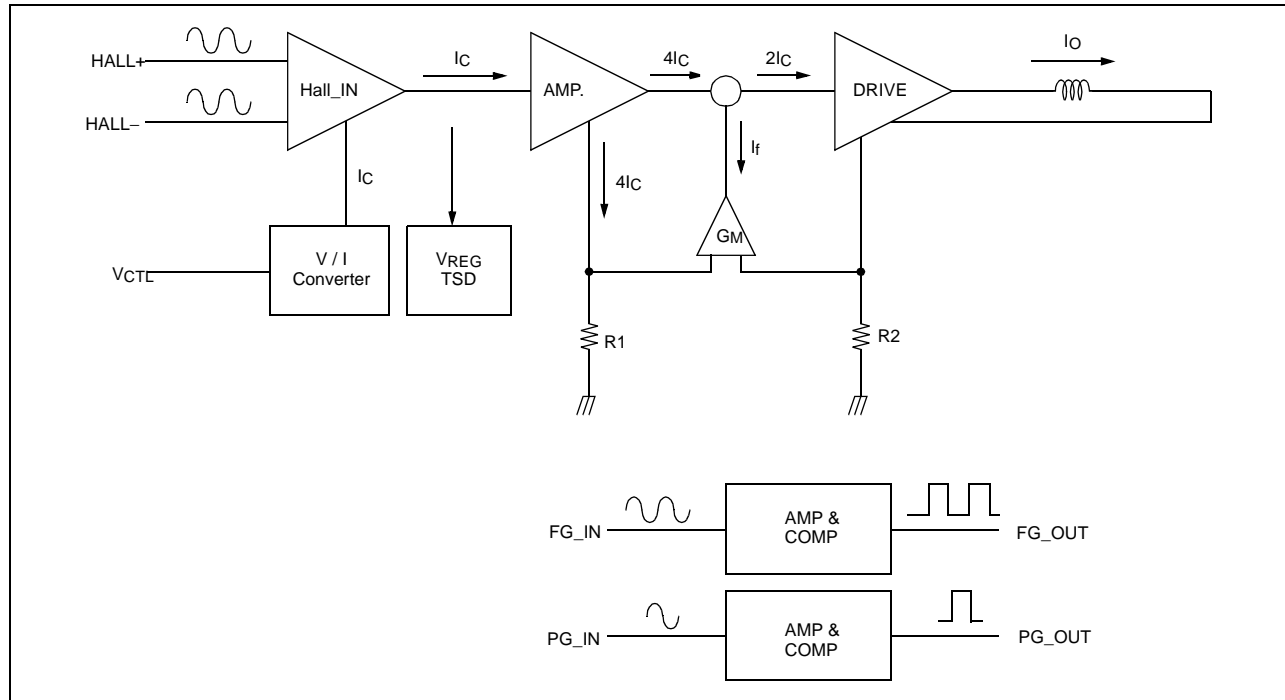 HALL+
HALL−
Hall_IN
IC
AMP.
4IC
2IC
DRIVE
IO
IC
4IC
If
GM
VCTL
V / I
Converter
VREG
TSD
R1
R2
FG_IN
AMP &
COMP
FG_OUT
PG_IN
AMP &
COMP
PG_OUT